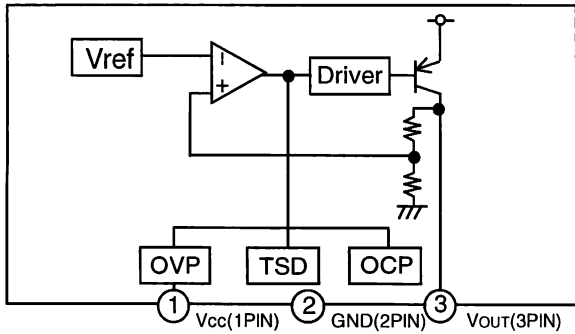 Vref
−
+
Driver
OVP
TSD
OCP
1
Vcc(1PIN)
2
GND(2PIN)
3
VOUT(3PIN)